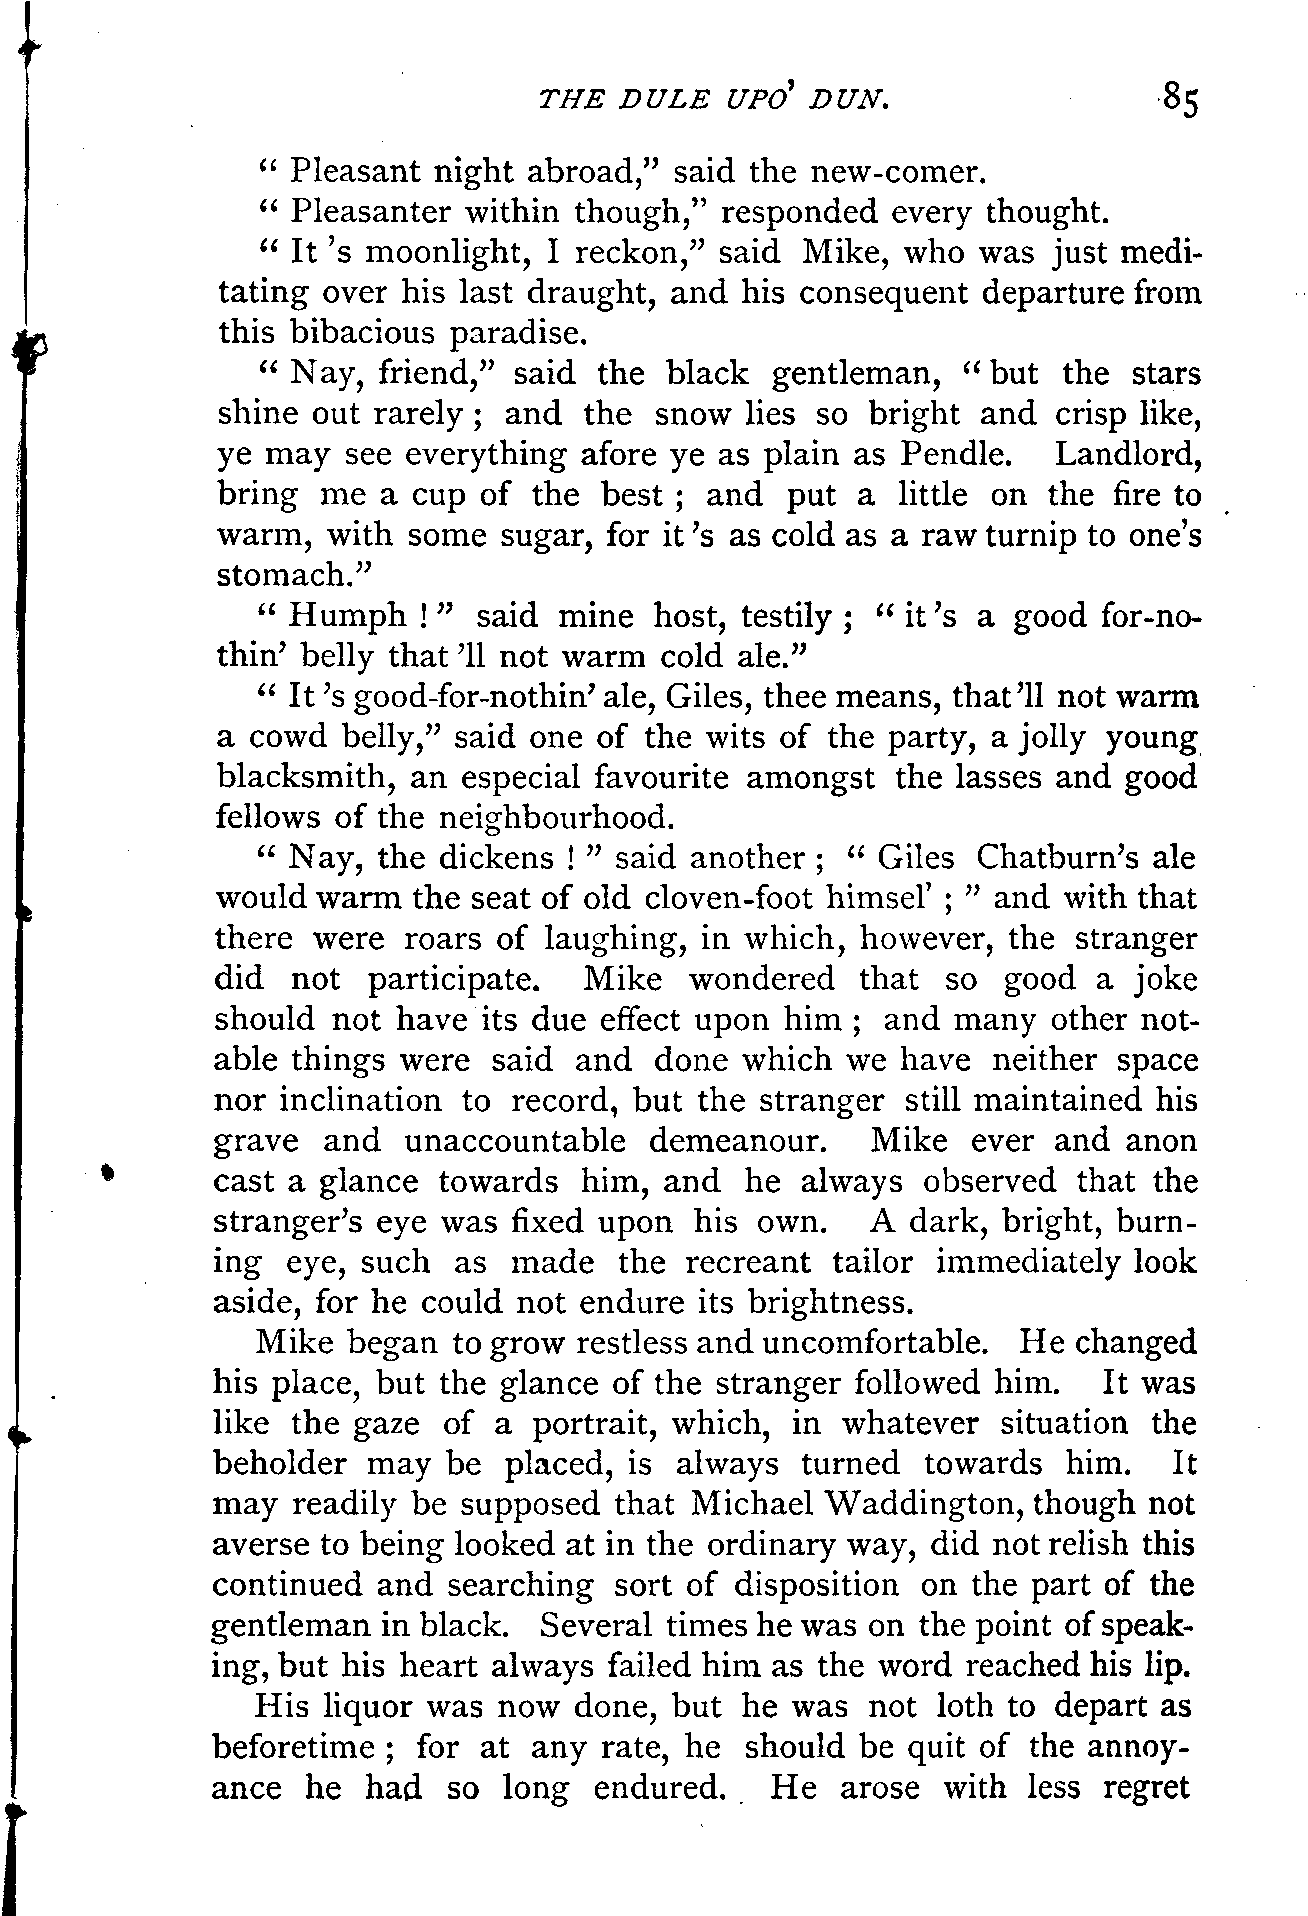 THE DULE UPO' DUN. 85
" Pleasant night abroad," said the new-comer.
" Pleasanter within though," responded every thought.
" It 's moonlight, I reckon," said Mike, who was just medi-
tating over his last draught, and his consequent departure from
this bibacious paradise.
" Nay, friend," said the black gentleman, " but the stars
shine out rarely ; and the snow lies so bright and crisp like,
ye may see everything afore ye as plain as Pendle. Landlord,
bring me a cup of the best ; and put a little on the fire to
warm, with some sugar, for it 's as cold as a raw turnip to one's
stomach."
" Humph ! " said mine host, testily ; " it 's a good for-no-
thin' belly that 'll not warm cold ale."
" It 's good-for-nothin' ale, Giles, thee means, that 'll not warm
a cowd belly," said one of the wits of the party, a jolly young
blacksmith, an especial favourite amongst the lasses and good
fellows of the neighbourhood.
" Nay, the dickens ! " said another ; " Giles Chatburn's ale
would warm the seat of old cloven-foot himsel' ; " and with that
there were roars of laughing, in which, however, the stranger
did not participate. Mike wondered that so good a joke
should not have its due effect upon him ; and many other not-
able things were said and done which we have neither space
nor inclination to record, but the stranger still maintained his
grave and unaccountable demeanour. Mike ever and anon
cast a glance towards him, and he always observed that the
stranger's eye was fixed upon his own. A dark, bright, burn-
ing eye, such as made the recreant tailor immediately look
aside, for he could not endure its brightness.
Mike began to grow restless and uncomfortable. He changed
his place, but the glance of the stranger followed him. It was
like the gaze of a portrait, which, in whatever situation the
beholder may be placed, is always turned towards him. It
may readily be supposed that Michael Waddington, though not
averse to being looked at in the ordinary way, did not relish this
continued and searching sort of disposition on the part of the
gentleman in black. Several times he was on the point of speak-
ing, but his heart always failed him as the word reached his lip.
His liquor was now done, but he was not loth to depart as
beforetime ; for at any rate, he should be quit of the annoy-
ance he had so long endured. He arose with less regret